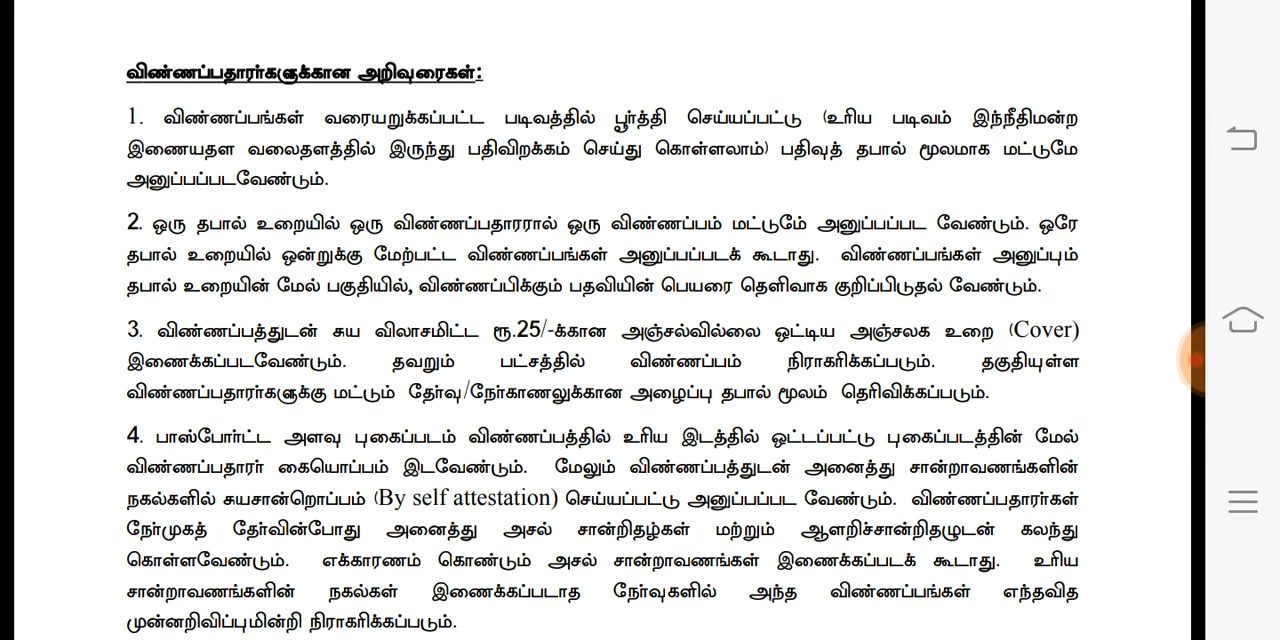 விண்ணப்பதாரர்களுக்கான அறிவுரைகள்:
1. விண்ணப்பங்கள் வரையறுக்கப்பட்ட படிவத்தில் பூர்த்தி செய்யப்பட்டு (உரிய படிவம் இந்நீதிமன்ற
இணையதள வலைதளத்தில் இருந்து பதிவிறக்கம் செய்து கொள்ளலாம்) பதிவுத் தபால் மூலமாக மட்டுமே
அனுப்பப்படவேண்டும்.
2. ஒரு தபால் உறையில் ஒரு விண்ணப்பதாரரால் ஒரு விண்ணப்பம் மட்டுமே் அனுப்பப்பட வேண்டும். ஒரே
தபால் உறையில் ஒன்றுக்கு மேற்பட்ட விண்ணப்பங்கள் அனுப்பப்படக் கூடாது. விண்ணப்பங்கள் அனுப்பும்
தபால் உறையின் மேல் பகுதியில், விண்ணப்பிக்கும் பதவியின் பெயரை தெளிவாக குறிப்பிடுதல் வேண்டும்.
3. விண்ணப்பத்துடன் சுய விலாசமிட்ட ரூ.25/-க்கான அஞ்சல்வில்லை ஒட்டிய அஞ்சலக உறை (Cover)
இணைக்கப்படவேண்டும். தவறும் பட்சத்தில் விண்ணப்பம் நிராகரிக்கப்படும். தகுதியுள்ள
விண்ணப்பதாரர்களுக்கு மட்டும் தேர்வு/நேர்காணலுக்கான அழைப்பு தபால் மூலம் தெரிவிக்கப்படும்.
4. பாஸ்போர்ட்ட அளவு புகைப்படம் விண்ணப்பத்தில் உரிய இடத்தில் ஒட்டப்பட்டு புகைப்படத்தின் மேல்
விண்ணப்பதாரர் கையொப்பம் இடவேண்டும். மேலும் விண்ணப்பத்துடன் அனைத்து சான்றாவணங்களின்
நகல்களில் சுயசான்றொப்பம் (By self attestation) செய்யப்பட்டு அனுப்பப்பட வேண்டும். விண்ணப்பதாரர்கள்
நேர்முகத் தேர்வின்போது அனைத்து அசல் சான்றிதழ்கள் மற்றும் ஆளறிச்சான்றிதழுடன் கலந்து
கொள்ளவேண்டும். எக்காரணம் கொண்டும் அசல் சான்றாவணங்கள் இணைக்கப்படக் கூடாது. உரிய
சான்றாவணங்களின் நகல்கள் இணைக்கப்படாத நேர்வுகளில் அந்த விண்ணப்பங்கள் எந்தவித
முன்னறிவிப்புமின்றி நிராகரிக்கப்படும்.